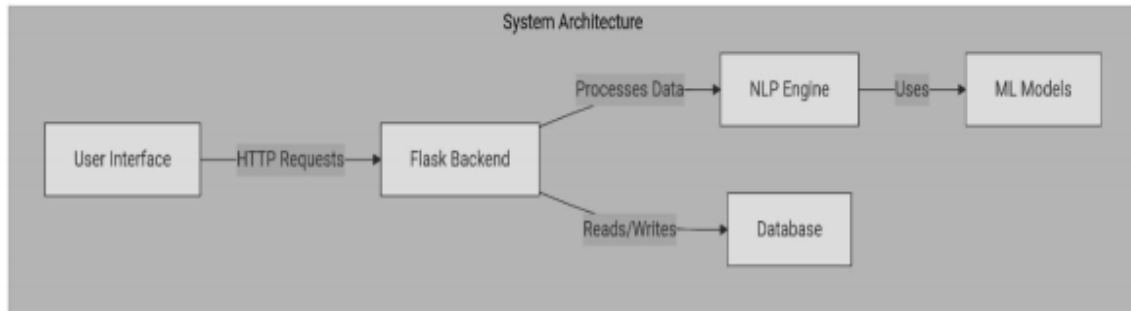 System Architecture
Processes Data
NLP Engine
Uses
ML Models
User Interface
HTTP Requests
Flask Backend
Reads/Writes
Database